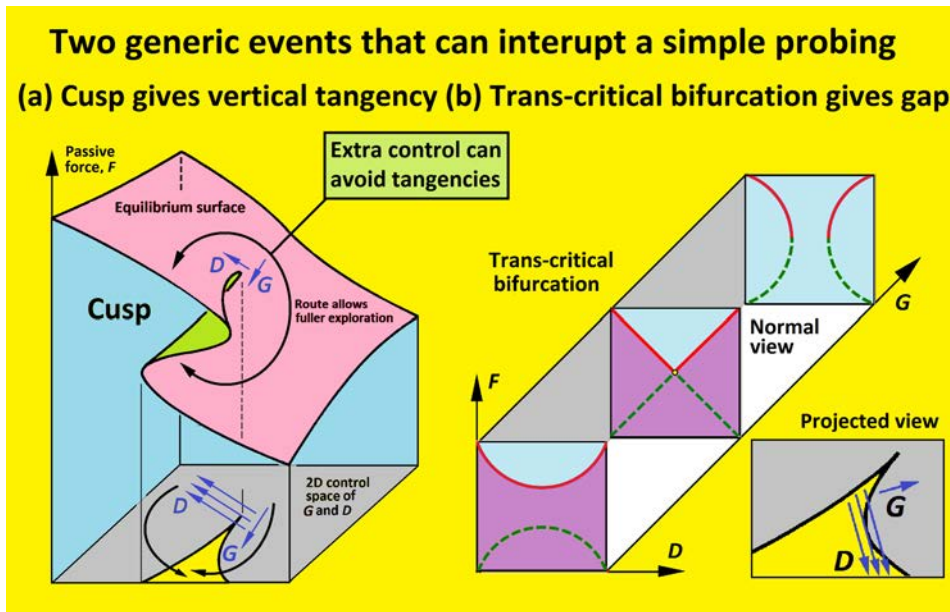 Two generic events that can interupt a simple probing
(a) Cusp gives vertical tangency (b) Trans-critical bifurcation gives gap
Passive
force, F
Extra control can
avoid tangencies
Equilibrium surface
D
G
Cusp
Route allows
fuller exploration
2D control
space of
G and D
D
G
Trans-critical
bifurcation
G
Normal
view
F
D
Projected view
G
D